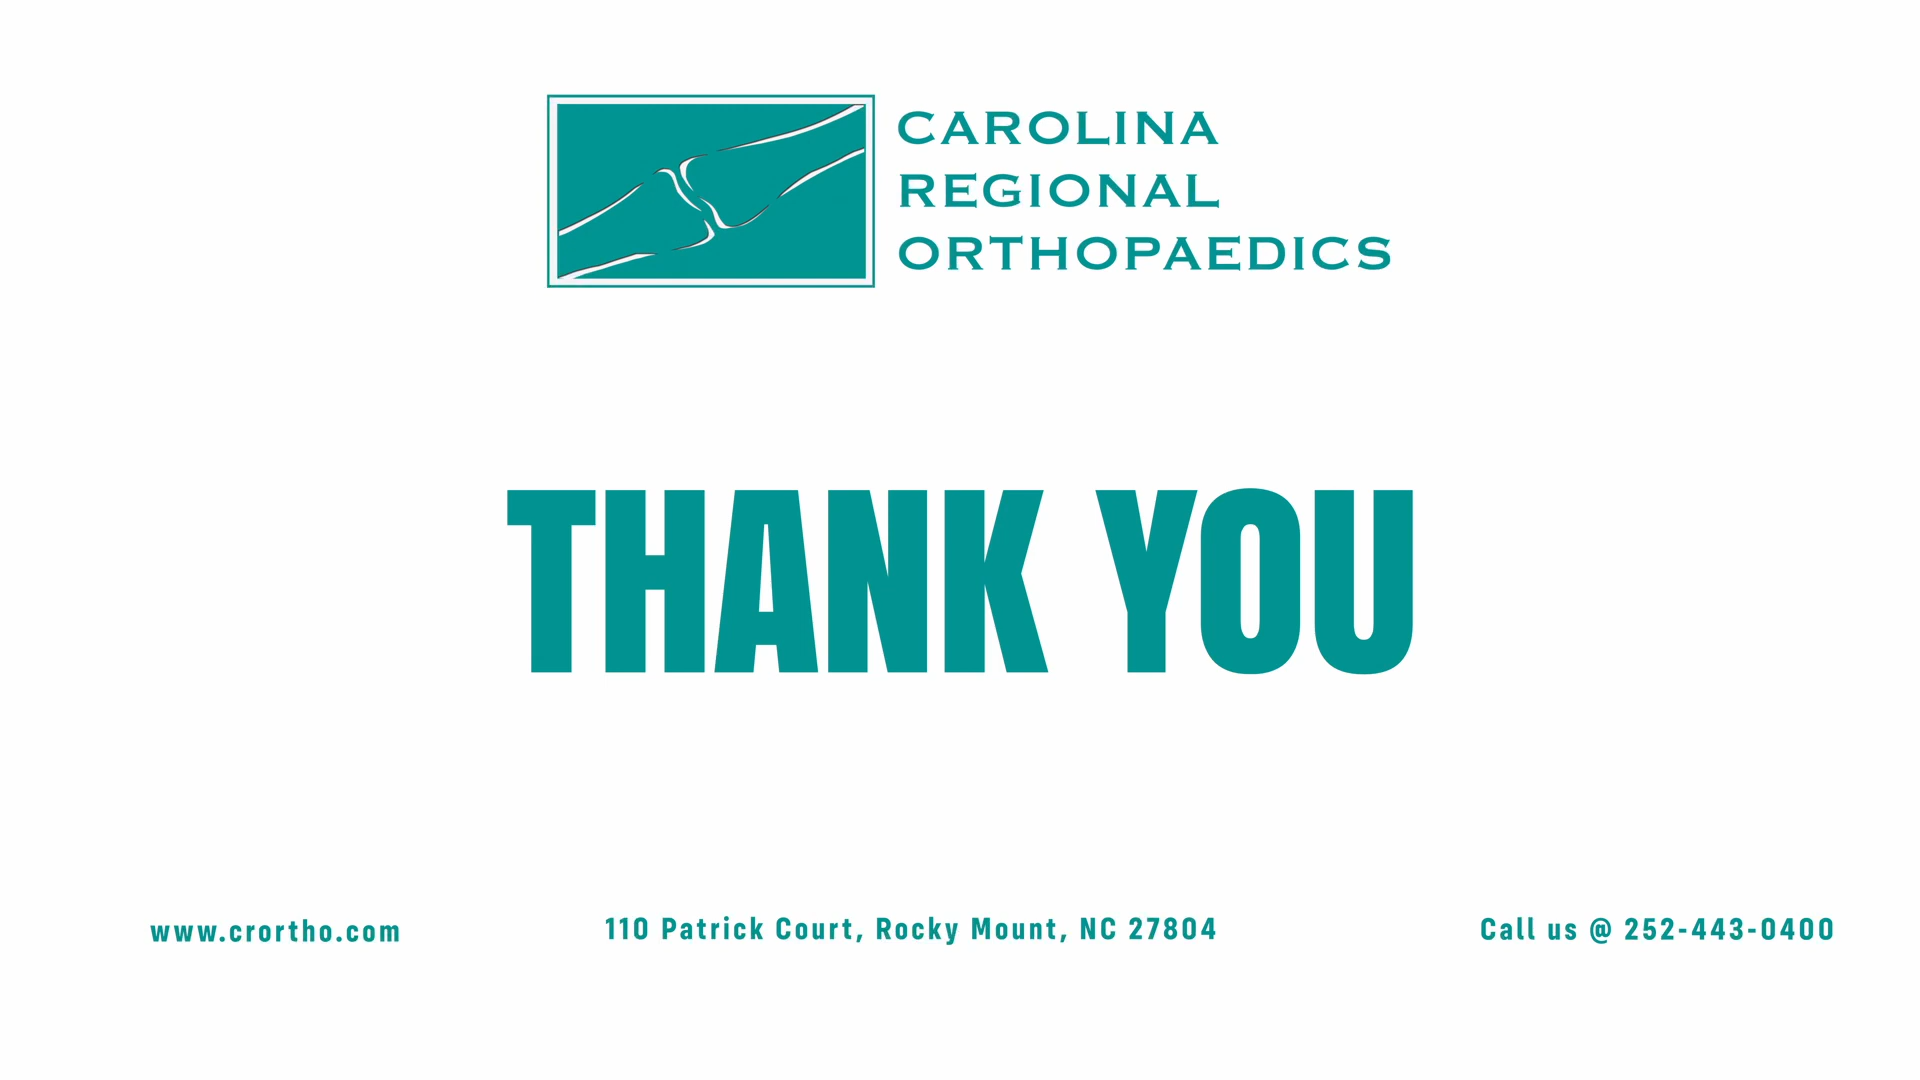 CAROLINA
REGIONAL
ORTHOPAEDICS
THANK YOU
www.crortho.com
110 Patrick Court, Rocky Mount, NC 27804
Call us @ 252-443-0400